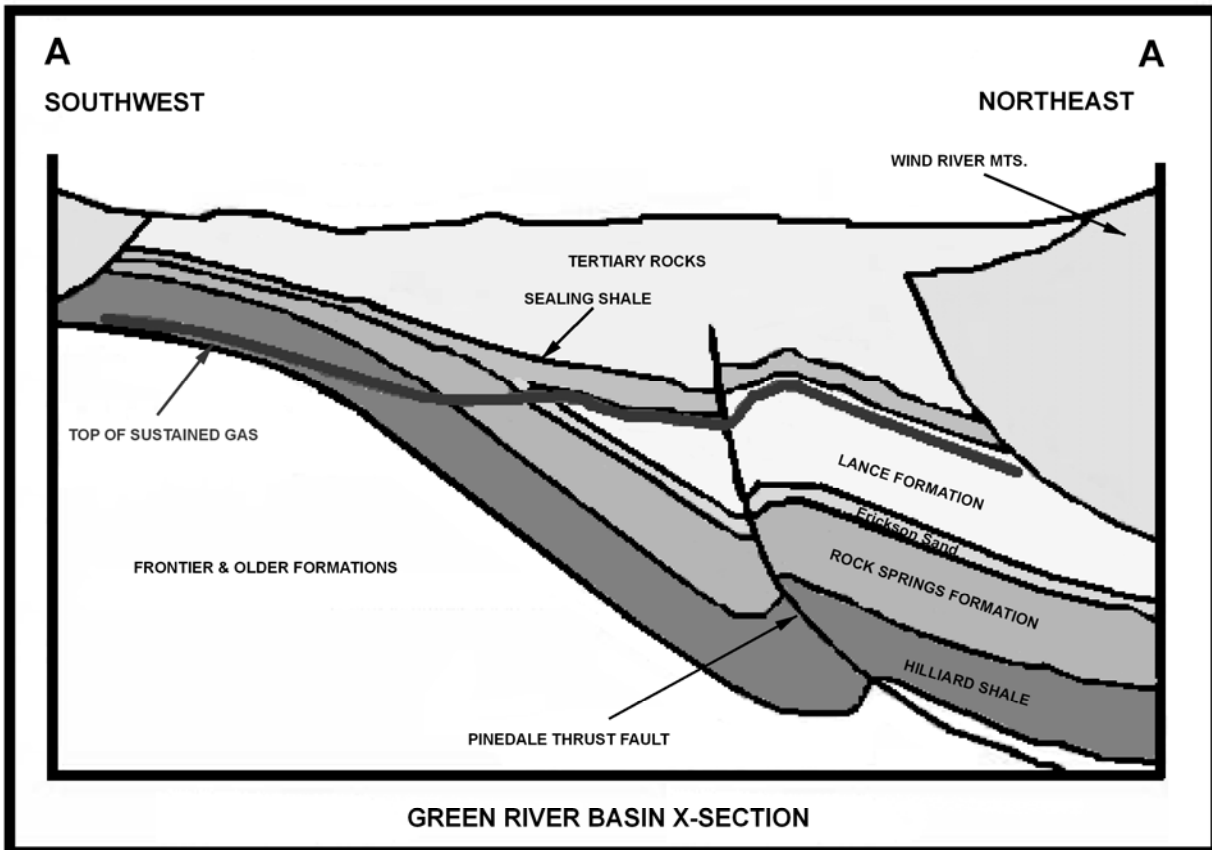 A
A
SOUTHWEST
NORTHEAST
WIND RIVER MTS.
TERTIARY ROCKS
SEALING SHALE
TOP OF SUSTAINED GAS
LANCE FORMATION
Erickson Sand
ROCK SPRINGS FORMATION
FRONTIER & OLDER FORMATIONS
HILLIARD SHALE
PINEDALE THRUST FAULT
GREEN RIVER BASIN X-SECTION